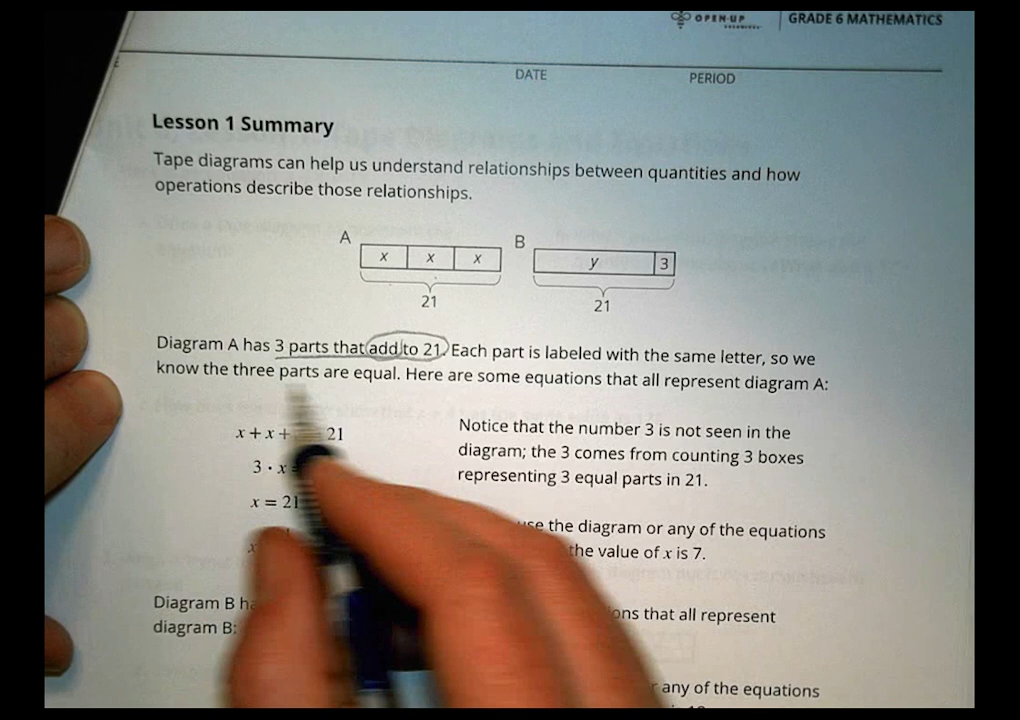 OPEN-UP
GRADE 6 MATHEMATICS
DATE PERIOD
Lesson 1 Summary
Tape diagrams can help us understand relationships between quantities and how
operations describe those relationships.
A B
x x x y 3
21 21
Diagram A has 3 parts that add to 21. Each part is labeled with the same letter, so we
know the three parts are equal. Here are some equations that all represent diagram A:
x + x + 21
3 · x
x = 21
x
Notice that the number 3 is not seen in the
diagram; the 3 comes from counting 3 boxes
representing 3 equal parts in 21.
the diagram or any of the equations
the value of x is 7.
Diagram B that all represent
diagram B:
any of the equations